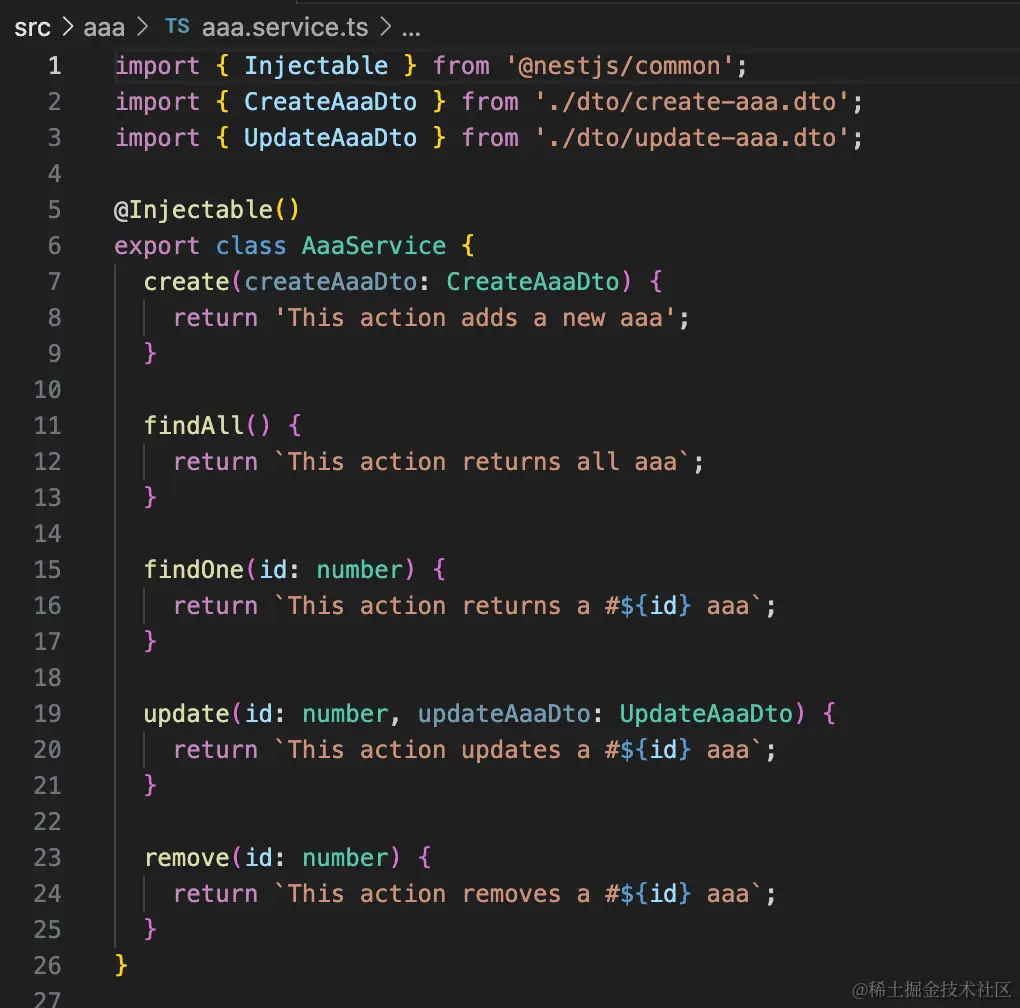 src > aaa > TS aaa.service.ts > ...
1 import { Injectable } from '@nestjs/common';
2 import { CreateAaaDto } from './dto/create-aaa.dto';
3 import { UpdateAaaDto } from './dto/update-aaa.dto';
4
5 @Injectable()
6 export class AaaService {
7   create(createAaaDto: CreateAaaDto) {
8     return 'This action adds a new aaa';
9   }
10
11   findAll() {
12     return `This action returns all aaa`;
13   }
14
15   findOne(id: number) {
16     return `This action returns a #${id} aaa`;
17   }
18
19   update(id: number, updateAaaDto: UpdateAaaDto) {
20     return `This action updates a #${id} aaa`;
21   }
22
23   remove(id: number) {
24     return `This action removes a #${id} aaa`;
25   }
26 }
27
@稀土掘金技术社区